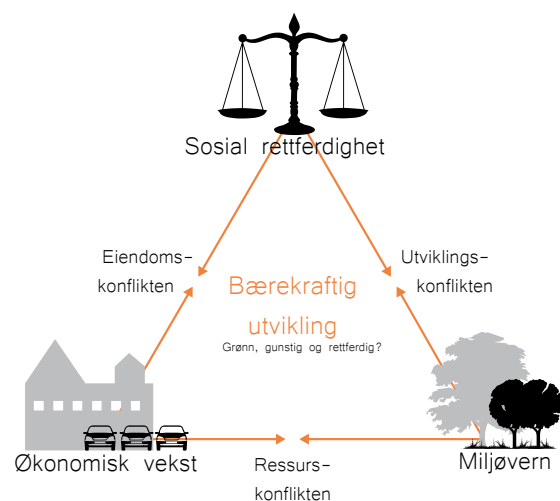 Sosial rettferdighet
Eiendoms-
konflikten
Utviklings-
konflikten
Bærekraftig
utvikling
Grønn, gunstig og rettferdig?
Økonomisk vekst
Miljøvern
Ressurs-
konflikten